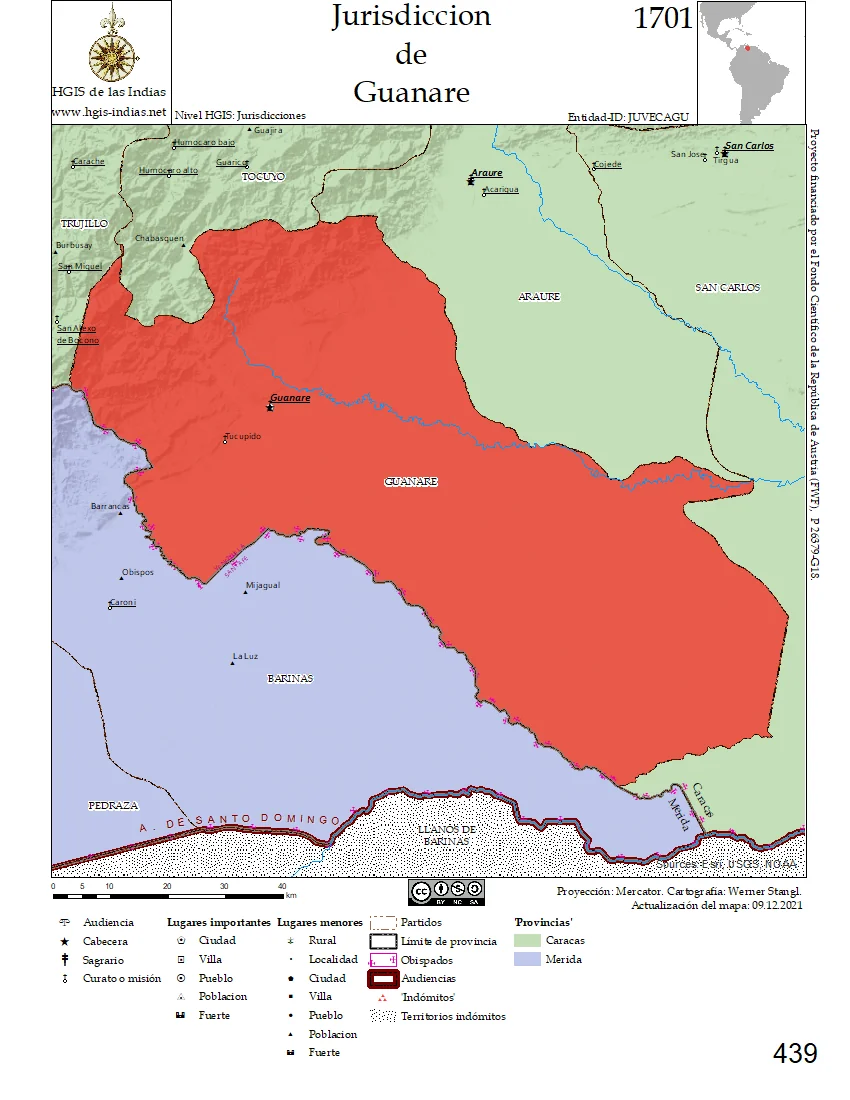 Jurisdiccion
de
Guanare
1701
HGIS de las Indias
www.hgis-indias.net
Nivel HGIS: Jurisdicciones
Entidad-ID: JUVECAGU
Guajira
Humocaro bajo
Carache
Guarico
Humocaro alto
TOCUYO
Araure
Acarigua
Cojede
San Jose
San Carlos
Tirgua
TRUJILLO
Burbusay
Chabasquen
San Miguel
ARAURE
SAN CARLOS
San Alexo
de Bocono
Guanare
Tucupido
GUANARE
Barrancas
Obispos
Mijagual
Caroni
La Luz
BARINAS
PEDRAZA
A. DE SANTO DOMINGO
LLANOS DE
BARINAS
Caracas
Merida
Sources: Esri, USGS, NOAA
Proyecto financiado por el Fondo Científico de la República de Austria (FWF), P 26379-G18.
0 5 10 20 30 40
km
CC BY NC SA
Proyección: Mercator. Cartografía: Werner Stangl.
Actualización del mapa: 09.12.2021
Audiencia
Cabecera
Sagrario
Curato o misión
Lugares importantes
Ciudad
Villa
Pueblo
Poblacion
Fuerte
Lugares menores
Rural
Localidad
Ciudad
Villa
Pueblo
Poblacion
Fuerte
Partidos
Límite de provincia
Obispados
Audiencias
'Indómitos'
Territorios indómitos
'Provincias'
Caracas
Merida
439